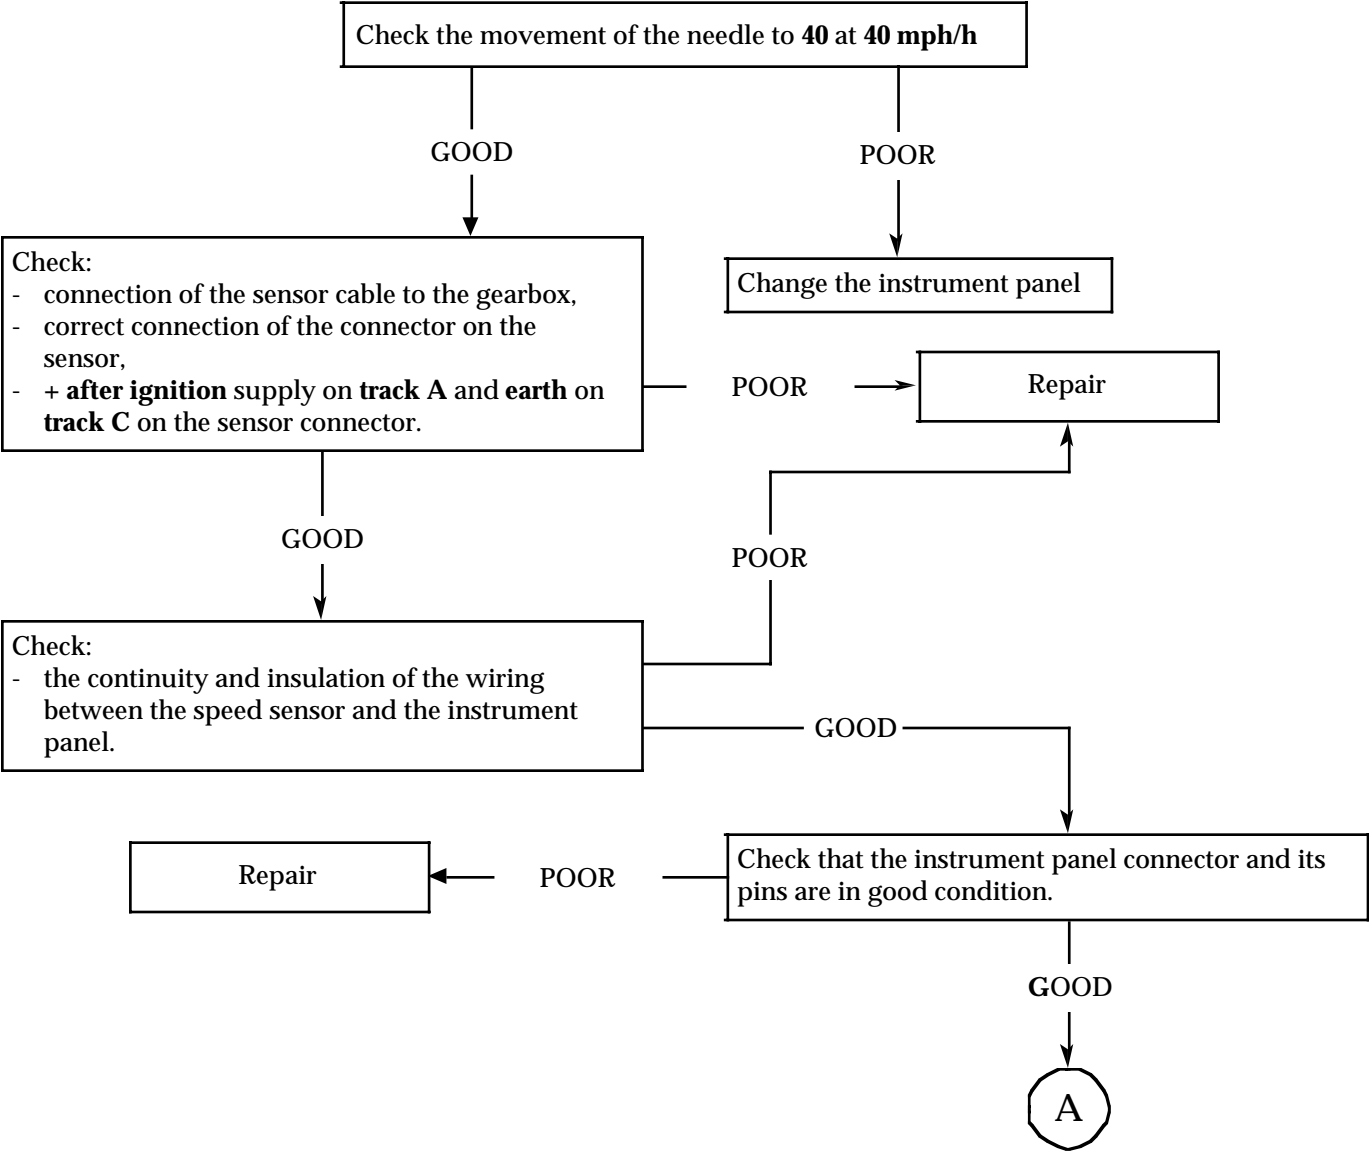 Check the movement of the needle to 40 at 40 mph/h
GOOD
POOR
Check:
- connection of the sensor cable to the gearbox,
- correct connection of the connector on the
sensor,
- + after ignition supply on track A and earth on
track C on the sensor connector.
Change the instrument panel
POOR
Repair
GOOD
POOR
Check:
- the continuity and insulation of the wiring
between the speed sensor and the instrument
panel.
GOOD
Repair
POOR
Check that the instrument panel connector and its
pins are in good condition.
GOOD
A